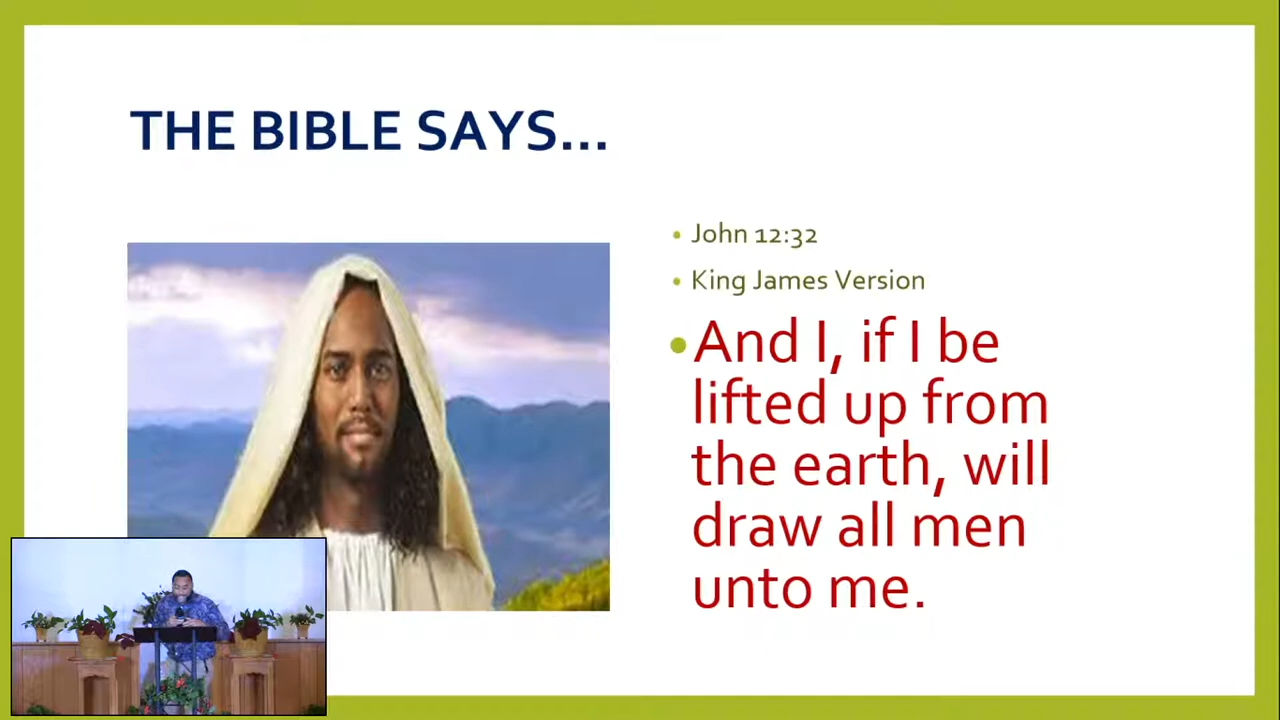 THE BIBLE SAYS...
John 12:32
King James Version
And I, if I be
lifted up from
the earth, will
draw all men
unto me.